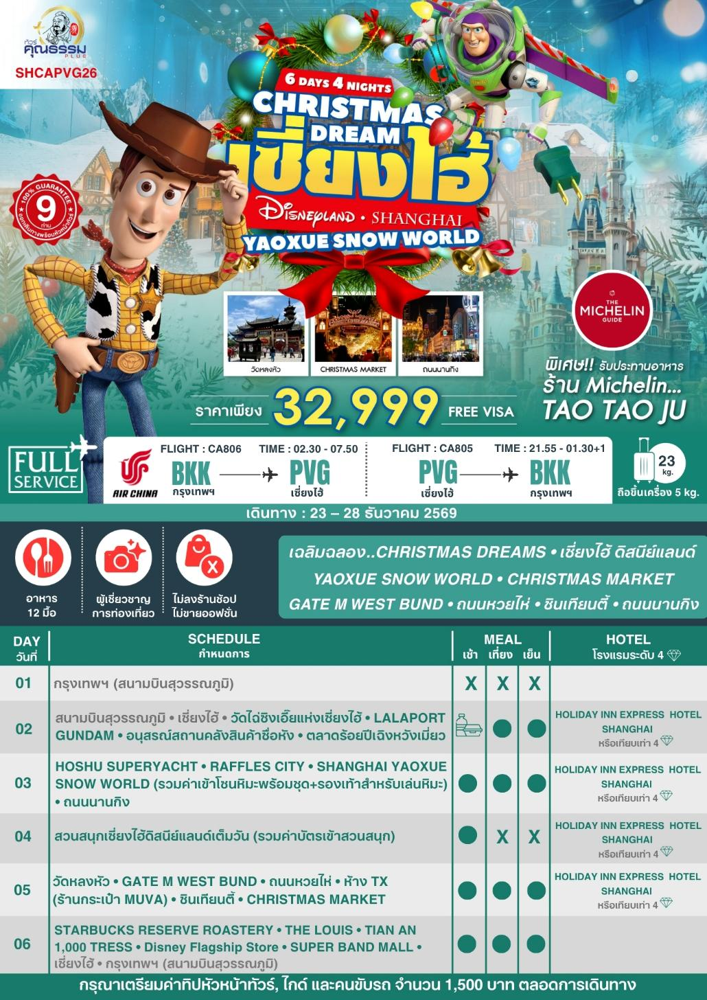 ทัวร์
คุณธรรม
PLUS
SHCAPVG26
6 DAYS 4 NIGHTS
CHRISTMAS
DREAM
เซี่ยงไฮ้
DISNEYLAND • SHANGHAI
YAOXUE SNOW WORLD
100% GUARANTEE
9
ท่าน
ออกเดินทางพร้อมหัวหน้าทัวร์
วัดหลงหัว
CHRISTMAS MARKET
ถนนนานกิง
THE
MICHELIN
GUIDE
พิเศษ!! รับประทานอาหาร
ร้าน Michelin...
TAO TAO JU
ราคาเพียง 32,999 FREE VISA
FULL
SERVICE
AIR CHINA
FLIGHT : CA806 TIME : 02.30 - 07.50
BKK PVG
กรุงเทพฯ เซี่ยงไฮ้
FLIGHT : CA805 TIME : 21.55 - 01.30+1
PVG BKK
เซี่ยงไฮ้ กรุงเทพฯ
23
kg.
ถือขึ้นเครื่อง 5 kg.
เดินทาง : 23 – 28 ธันวาคม 2569
อาหาร
12 มื้อ
ผู้เชี่ยวชาญ
การท่องเที่ยว
ไม่ลงร้านช้อป
ไม่ขายออฟชั่น
เฉลิมฉลอง..CHRISTMAS DREAMS • เซี่ยงไฮ้ ดิสนีย์แลนด์
YAOXUE SNOW WORLD • CHRISTMAS MARKET
GATE M WEST BUND • ถนนหวยไห่ • ซินเทียนตี้ • ถนนนานกิง
DAY SCHEDULE MEAL HOTEL
วันที่ กำหนดการ เช้า เที่ยง เย็น โรงแรมระดับ 4
01 กรุงเทพฯ (สนามบินสุวรรณภูมิ) X X X
02 สนามบินสุวรรณภูมิ • เซี่ยงไฮ้ • วัดไฉ่ซิงเอี๊ยแห่งเซี่ยงไฮ้ • LALAPORT
GUNDAM • อนุสรณ์สถานคลังสินค้าซื่อหัง • ตลาดร้อยปีเฉิงหวังเมี่ยว
HOLIDAY INN EXPRESS HOTEL
SHANGHAI
หรือเทียบเท่า 4
03 HOSHU SUPERYACHT • RAFFLES CITY • SHANGHAI YAOXUE
SNOW WORLD (รวมค่าเข้าโซนหิมะพร้อมชุด+รองเท้าสำหรับเล่นหิมะ)
• ถนนนานกิง
HOLIDAY INN EXPRESS HOTEL
SHANGHAI
หรือเทียบเท่า 4
04 สวนสนุกเซี่ยงไฮ้ดิสนีย์แลนด์เต็มวัน (รวมค่าบัตรเข้าสวนสนุก) X X
HOLIDAY INN EXPRESS HOTEL
SHANGHAI
หรือเทียบเท่า 4
05 วัดหลงหัว • GATE M WEST BUND • ถนนหวยไห่ • ห้าง TX
(ร้านกระเป๋า MUVA) • ซินเทียนตี้ • CHRISTMAS MARKET
HOLIDAY INN EXPRESS HOTEL
SHANGHAI
หรือเทียบเท่า 4
06 STARBUCKS RESERVE ROASTERY • THE LOUIS • TIAN AN
1,000 TRESS • Disney Flagship Store • SUPER BAND MALL •
เซี่ยงไฮ้ • กรุงเทพฯ (สนามบินสุวรรณภูมิ)
กรุณาเตรียมค่าทิปหัวหน้าทัวร์, ไกด์ และคนขับรถ จำนวน 1,500 บาท ตลอดการเดินทาง